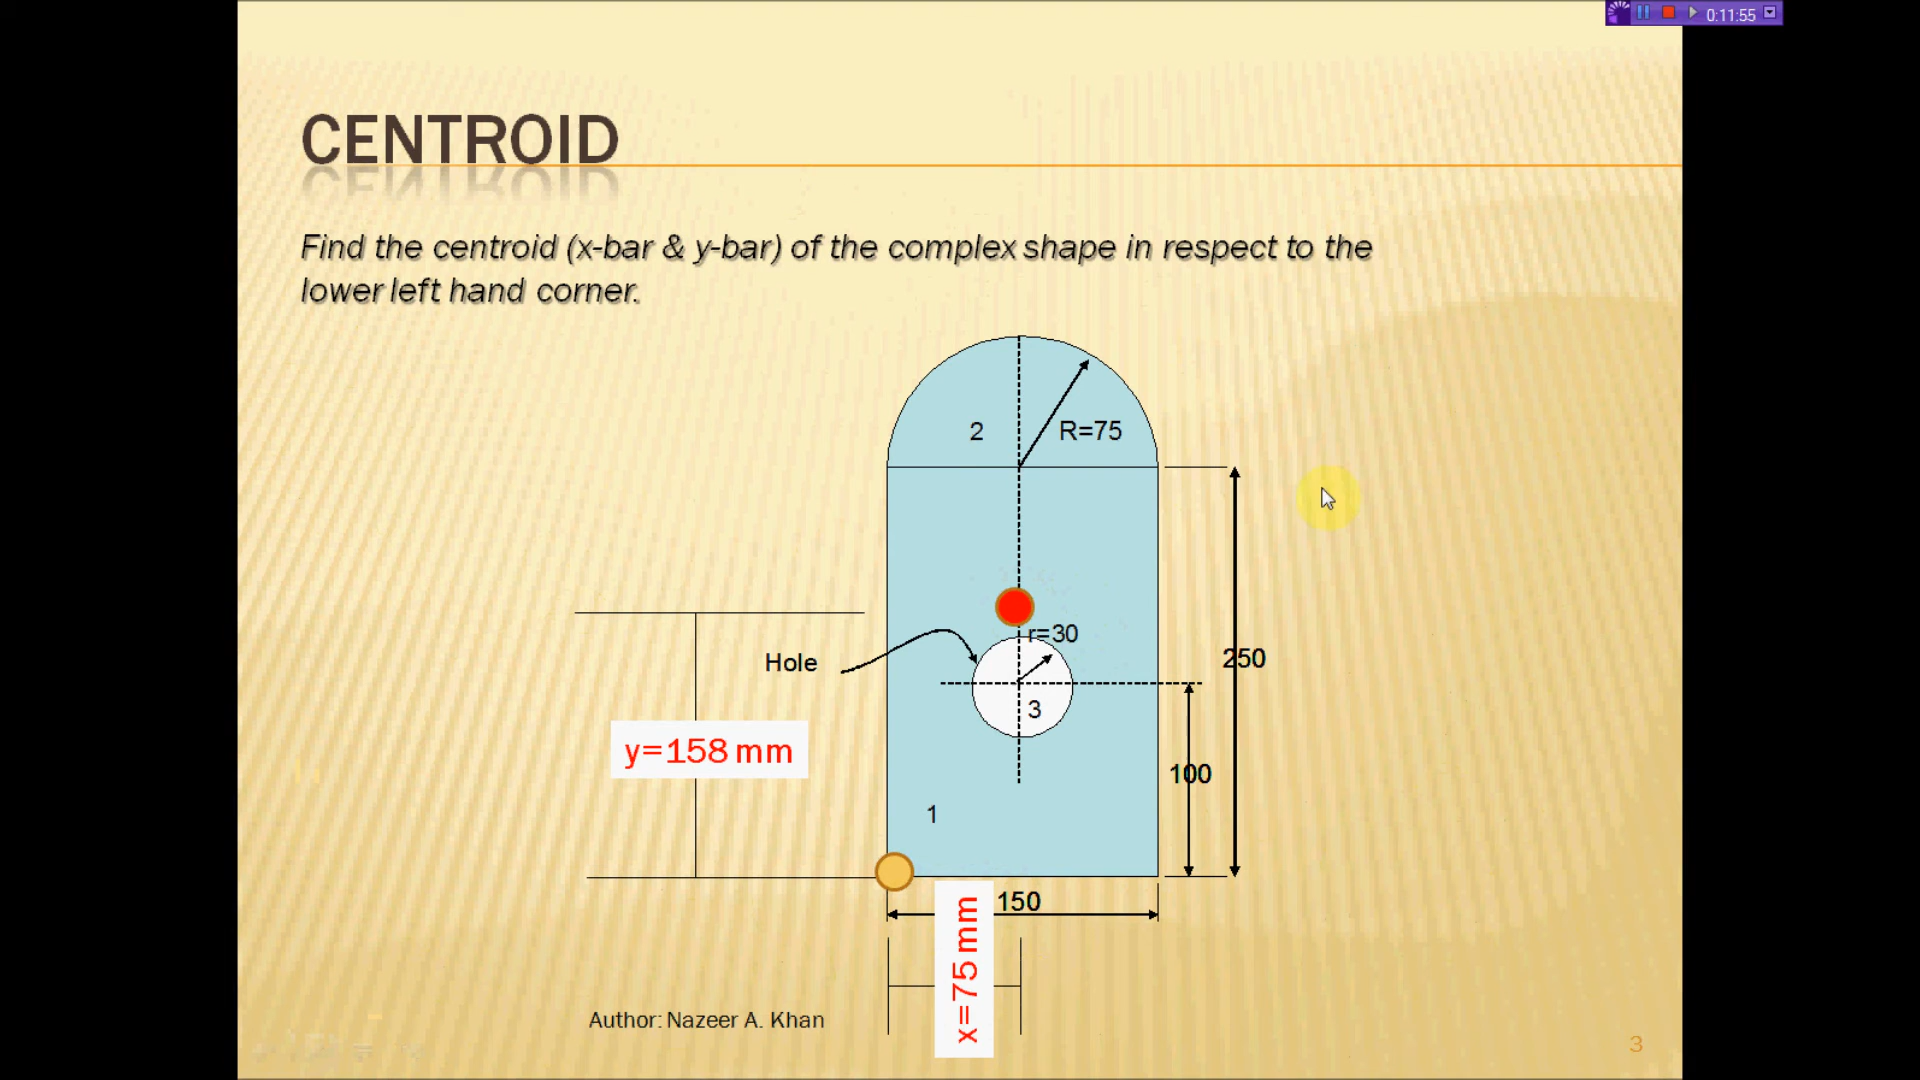 0:11:55
CENTROID
Find the centroid (x-bar & y-bar) of the complex shape in respect to the
lower left hand corner.
2
R=75
r=30
Hole
250
3
y=158 mm
100
1
150
x=75 mm
Author: Nazeer A. Khan
3